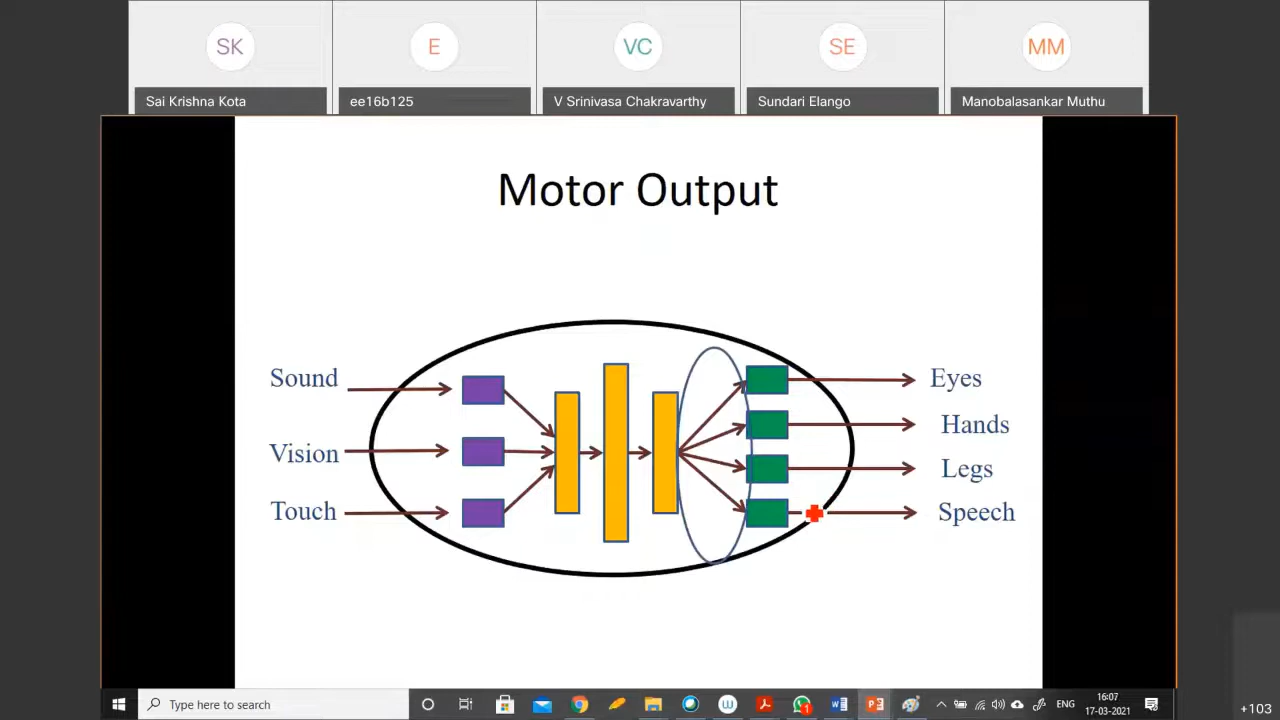 SK
E
VC
SE
MM
Sai Krishna Kota
ee16b125
V Srinivasa Chakravarthy
Sundari Elango
Manobalasankar Muthu
Motor Output
Sound
Vision
Touch
Eyes
Hands
Legs
Speech
Type here to search
1
ENG
16:07
17-03-2021
+103